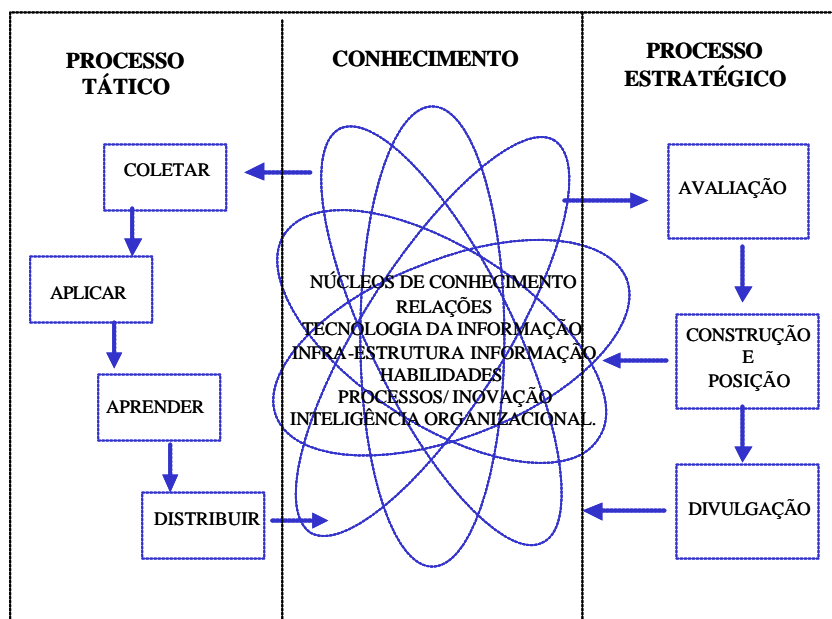 PROCESSO
TÁTICO
COLETAR
APLICAR
APRENDER
DISTRIBUIR
CONHECIMENTO
NÚCLEOS DE CONHECIMENTO
RELAÇÕES
TECNOLOGIA DA INFORMAÇÃO
INFRA-ESTRUTURA INFORMAÇÃO
HABILIDADES
PROCESSOS/ INOVAÇÃO
INTELIGÊNCIA ORGANIZACIONAL.
PROCESSO
ESTRATÉGICO
AVALIAÇÃO
CONSTRUÇÃO
E
POSIÇÃO
DIVULGAÇÃO